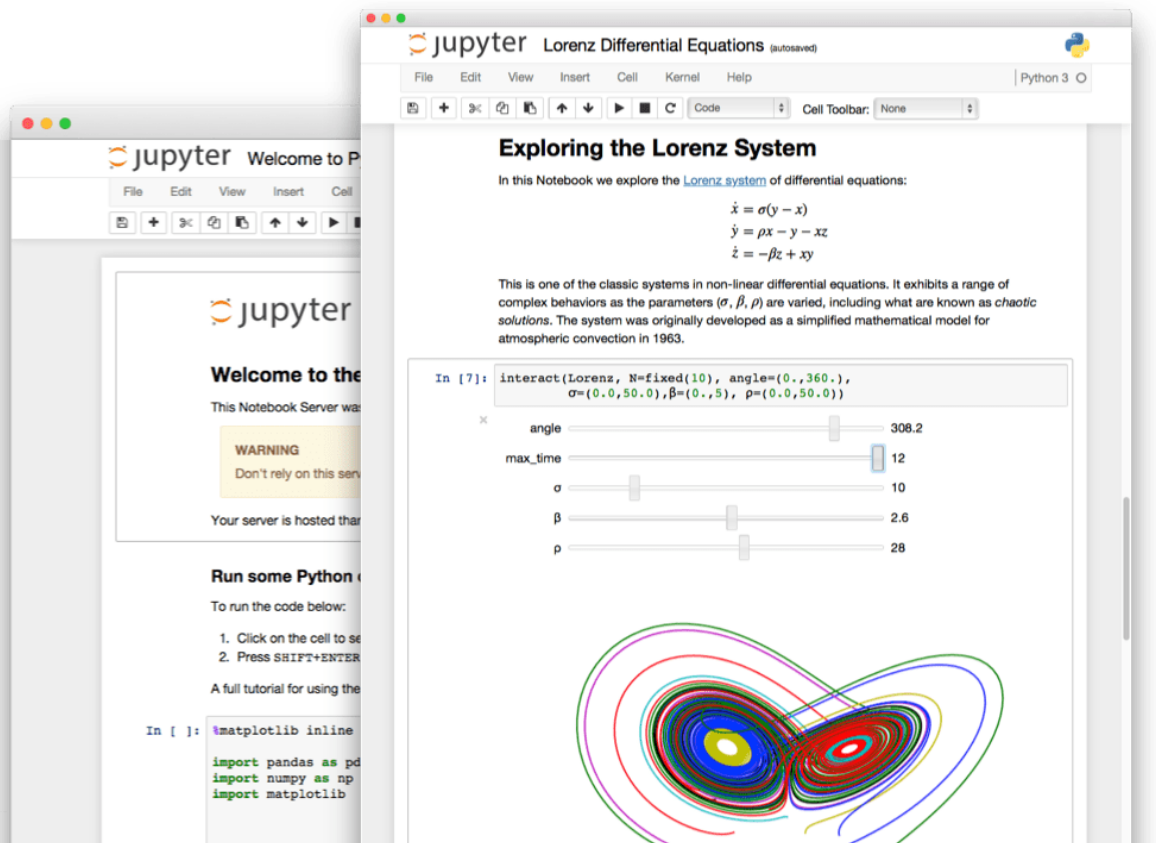 jupyter Lorenz Differential Equations (autosaved)
File Edit View Insert Cell Kernel Help Python 3
Code Cell Toolbar: None
Exploring the Lorenz System
In this Notebook we explore the Lorenz system of differential equations:
ẋ = σ(y − x)
ẏ = ρx − y − xz
ż = −βz + xy
This is one of the classic systems in non-linear differential equations. It exhibits a range of
complex behaviors as the parameters (σ, β, ρ) are varied, including what are known as chaotic
solutions. The system was originally developed as a simplified mathematical model for
atmospheric convection in 1963.
In [7]: interact(Lorenz, N=fixed(10), angle=(0.,360.),
σ=(0.0,50.0),β=(0.,5), ρ=(0.0,50.0))
angle 308.2
max_time 12
σ 10
β 2.6
ρ 28
jupyter Welcome to P
File Edit View Insert Cell
jupyter
Welcome to the
This Notebook Server was
WARNING
Don't rely on this serv
Your server is hosted than
Run some Python
To run the code below:
1. Click on the cell to se
2. Press SHIFT+ENTER
A full tutorial for using the
In [ ]: %matplotlib inline
import pandas as pd
import numpy as np
import matplotlib